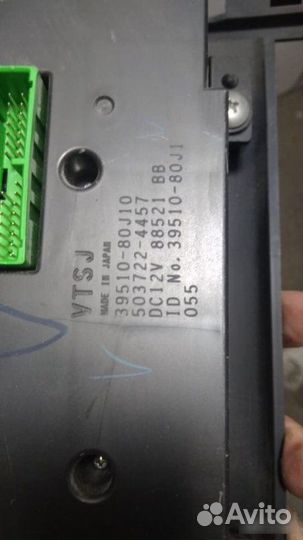 VTSJ
MADE IN JAPAN
39510-80J10
503722-4457
DC12V 88521 BB
ID No. 39510-80J1
055
Avito